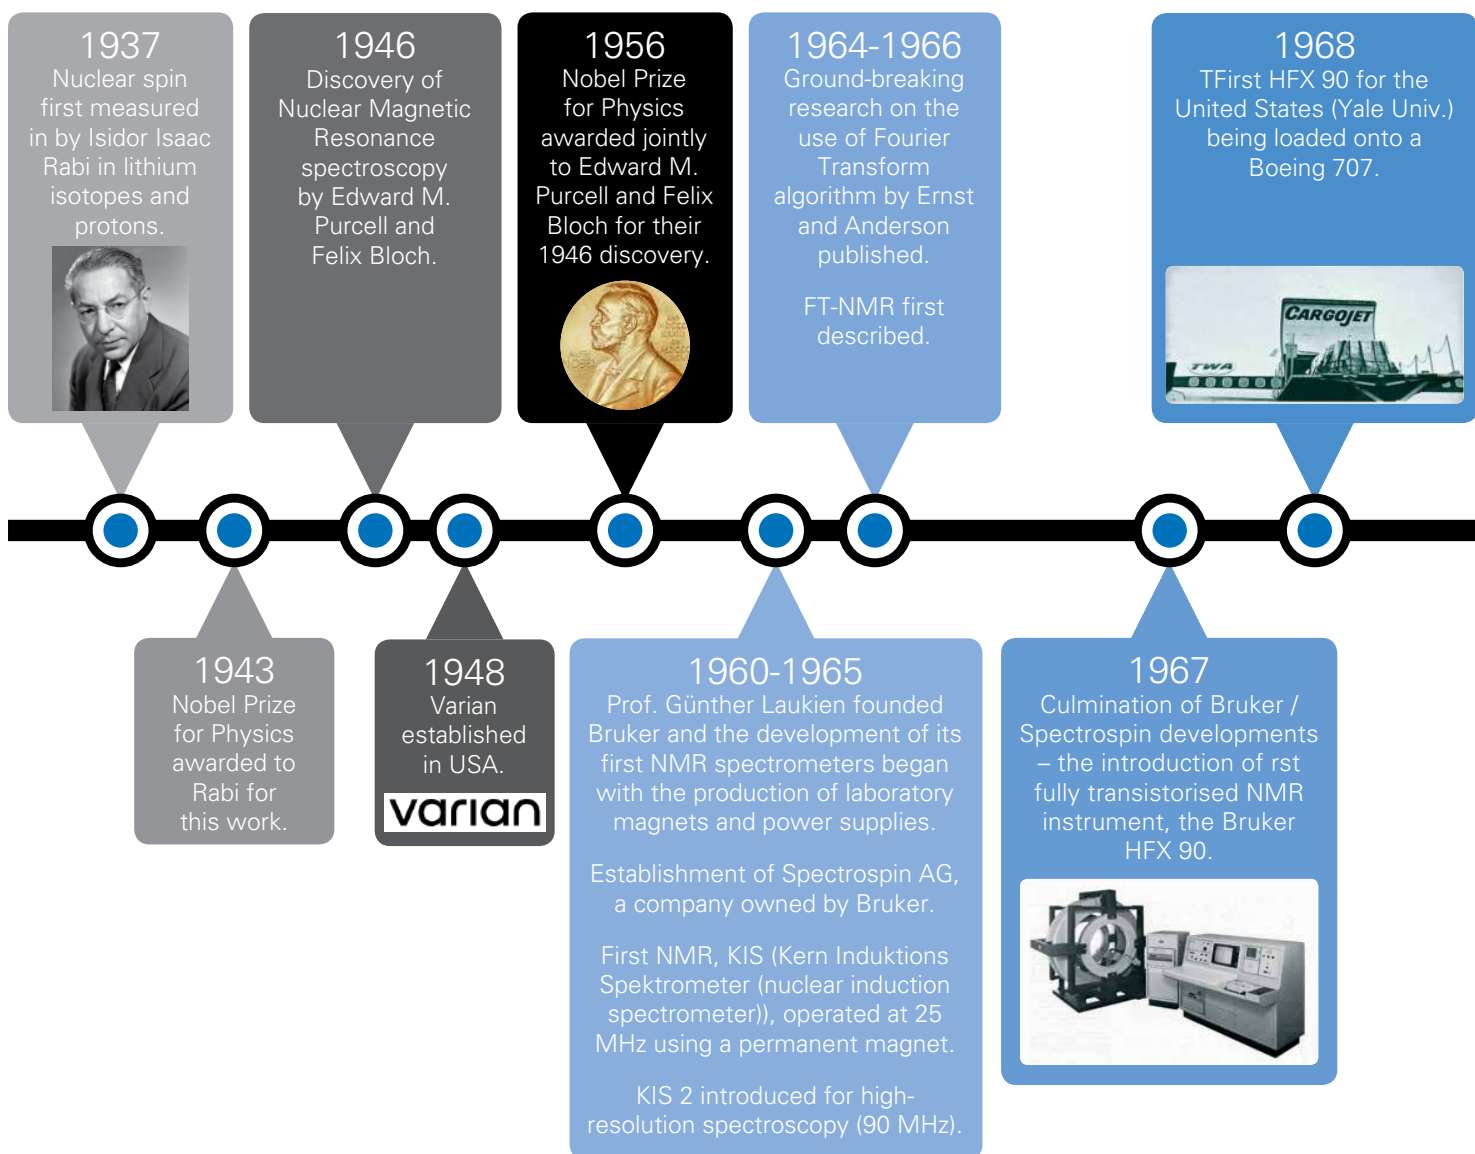 1937
Nuclear spin
first measured
in by Isidor Isaac
Rabi in lithium
isotopes and
protons.
1946
Discovery of
Nuclear Magnetic
Resonance
spectroscopy
by Edward M.
Purcell and
Felix Bloch.
1956
Nobel Prize
for Physics
awarded jointly
to Edward M.
Purcell and Felix
Bloch for their
1946 discovery.
1964-1966
Ground-breaking
research on the
use of Fourier
Transform
algorithm by Ernst
and Anderson
published.
FT-NMR first
described.
1968
TFirst HFX 90 for the
United States (Yale Univ.)
being loaded onto a
Boeing 707.
CARGOJET
TWA
1943
Nobel Prize
for Physics
awarded to
Rabi for
this work.
1948
Varian
established
in USA.
varian
1960-1965
Prof. Günther Laukien founded
Bruker and the development of its
first NMR spectrometers began
with the production of laboratory
magnets and power supplies.
Establishment of Spectrospin AG,
a company owned by Bruker.
First NMR, KIS (Kern Induktions
Spektrometer (nuclear induction
spectrometer)), operated at 25
MHz using a permanent magnet.
KIS 2 introduced for high-
resolution spectroscopy (90 MHz).
1967
Culmination of Bruker /
Spectrospin developments
– the introduction of rst
fully transistorised NMR
instrument, the Bruker
HFX 90.